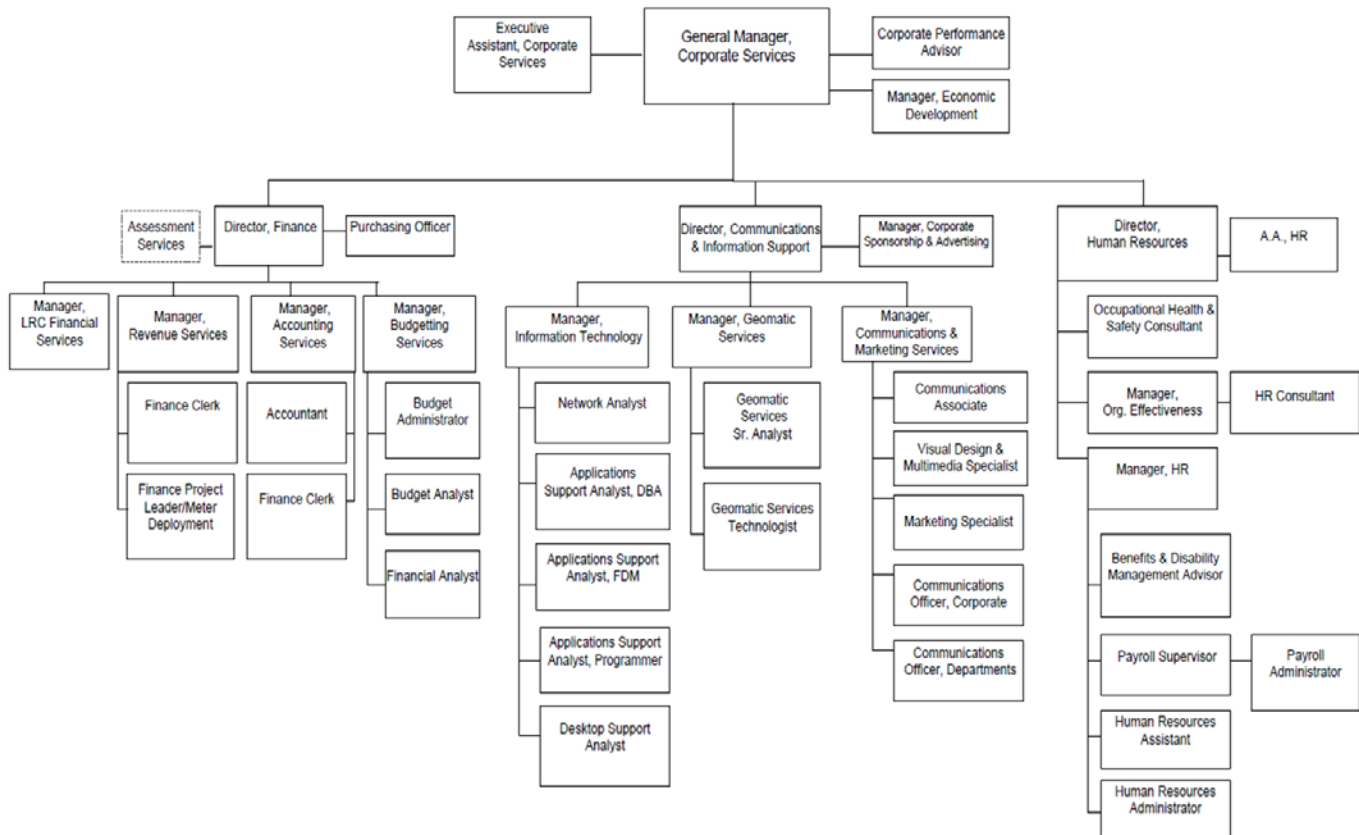 Executive
Assistant, Corporate
Services
General Manager,
Corporate Services
Corporate Performance
Advisor
Manager, Economic
Development
Assessment
Services
Director, Finance
Purchasing Officer
Director, Communications
& Information Support
Manager, Corporate
Sponsorship & Advertising
Director,
Human Resources
A.A., HR
Manager,
LRC Financial
Services
Manager,
Revenue Services
Manager,
Accounting
Services
Manager,
Budgetting
Services
Manager,
Information Technology
Manager, Geomatic
Services
Manager,
Communications &
Marketing Services
Occupational Health &
Safety Consultant
Finance Clerk
Accountant
Budget
Administrator
Network Analyst
Geomatic
Services
Sr. Analyst
Communications
Associate
Manager,
Org. Effectiveness
HR Consultant
Finance Project
Leader/Meter
Deployment
Finance Clerk
Budget Analyst
Applications
Support Analyst, DBA
Geomatic Services
Technologist
Visual Design &
Multimedia Specialist
Manager, HR
Marketing Specialist
Financial Analyst
Applications Support
Analyst, FDM
Communications
Officer, Corporate
Benefits & Disability
Management Advisor
Applications Support
Analyst, Programmer
Communications
Officer, Departments
Payroll Supervisor
Payroll
Administrator
Desktop Support
Analyst
Human Resources
Assistant
Human Resources
Administrator